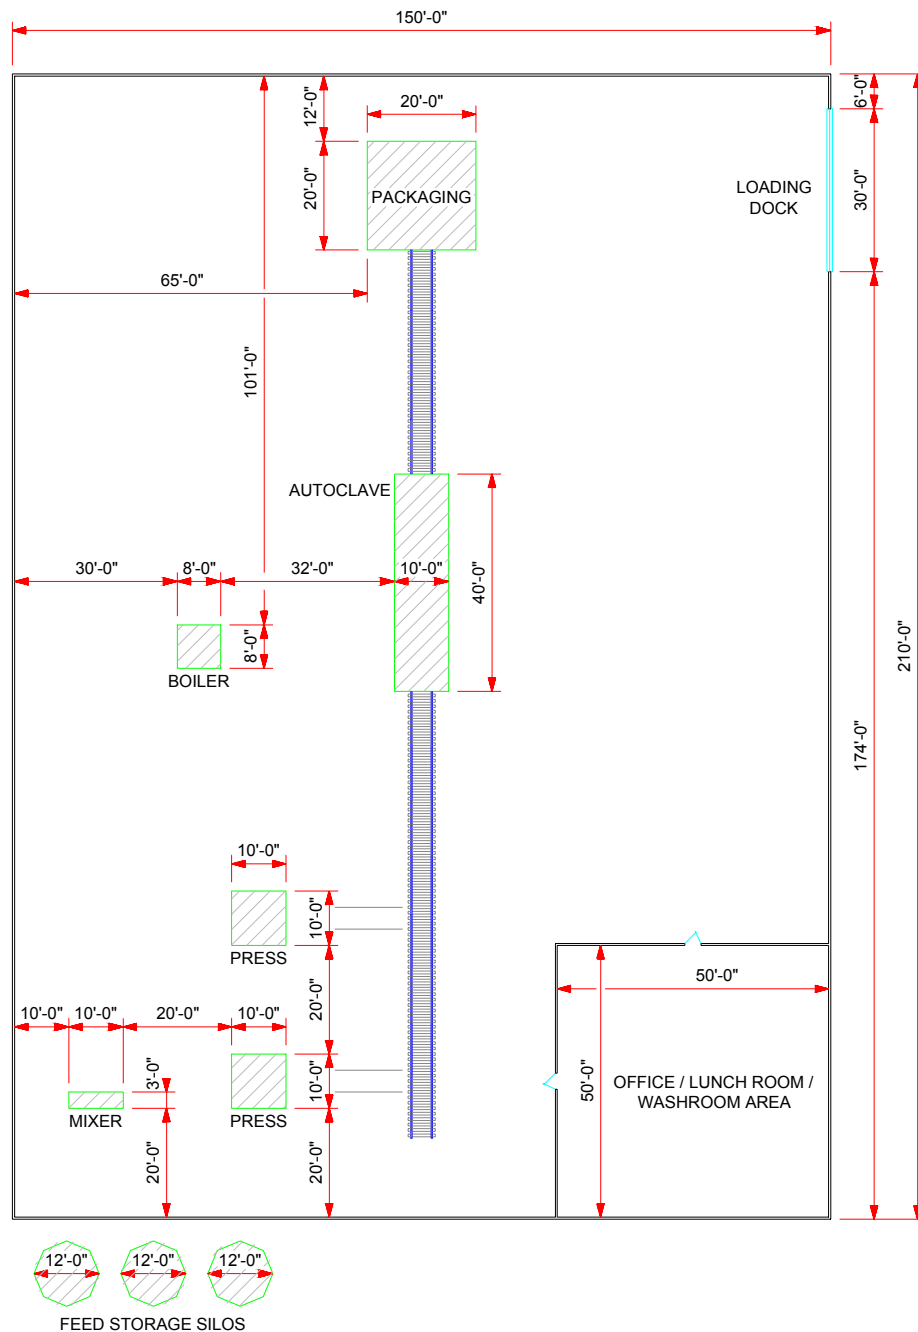 150'-0"
12'-0"
20'-0"
6'-0"
20'-0"
PACKAGING
LOADING
DOCK
30'-0"
65'-0"
101'-0"
AUTOCLAVE
30'-0"
8'-0"
32'-0"
10'-0"
40'-0"
8'-0"
BOILER
210'-0"
174'-0"
10'-0"
10'-0"
PRESS
50'-0"
10'-0"
10'-0"
20'-0"
10'-0"
20'-0"
3'-0"
10'-0"
50'-0"
OFFICE / LUNCH ROOM /
WASHROOM AREA
MIXER
PRESS
20'-0"
20'-0"
12'-0"
12'-0"
12'-0"
FEED STORAGE SILOS